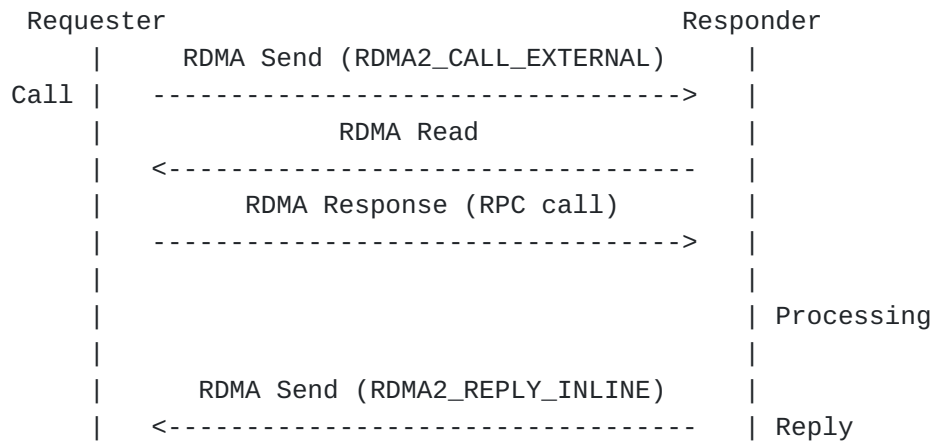 Requester                                  Responder
    |     RDMA Send (RDMA2_CALL_EXTERNAL)     |
Call |   ---------------------------------->   |
    |               RDMA Read                 |
    |   <-----------------------------------   |
    |         RDMA Response (RPC call)        |
    |   ---------------------------------->   |
    |                                         |
    |                                         | Processing
    |                                         |
    |      RDMA Send (RDMA2_REPLY_INLINE)     |
    |   <-----------------------------------   | Reply